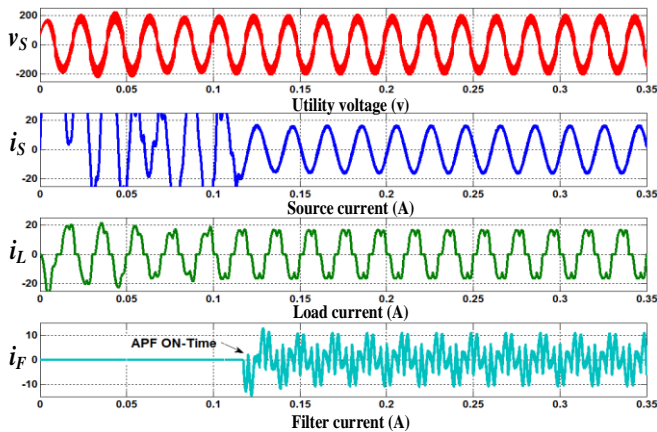 v_S
200
0
-200
0 0.05 0.1 0.15 0.2 0.25 0.3 0.35
Utility voltage (v)
i_S
20
0
-20
0 0.05 0.1 0.15 0.2 0.25 0.3 0.35
Source current (A)
i_L
20
0
-20
0 0.05 0.1 0.15 0.2 0.25 0.3 0.35
Load current (A)
i_F
10
0
-10
APF ON-Time
0 0.05 0.1 0.15 0.2 0.25 0.3 0.35
Filter current (A)